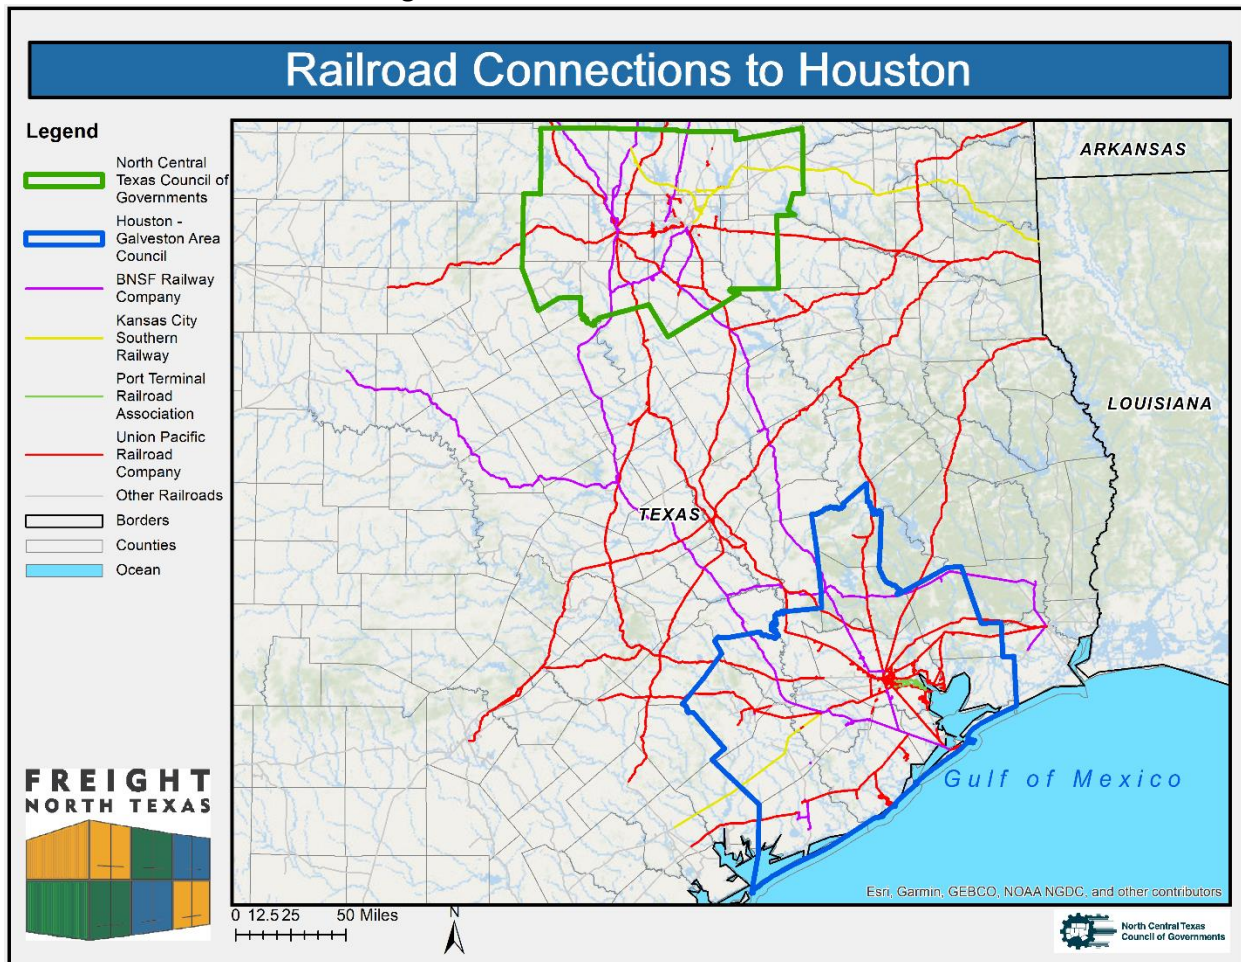 Railroad Connections to Houston
Legend
North Central
Texas Council of
Governments
Houston -
Galveston Area
Council
BNSF Railway
Company
Kansas City
Southern
Railway
Port Terminal
Railroad
Association
Union Pacific
Railroad
Company
Other Railroads
Borders
Counties
Ocean
ARKANSAS
LOUISIANA
TEXAS
Gulf of Mexico
Esri, Garmin, GEBCO, NOAA NGDC, and other contributors
FREIGHT
NORTH TEXAS
0 12.5 25 50 Miles
N
North Central Texas
Council of Governments